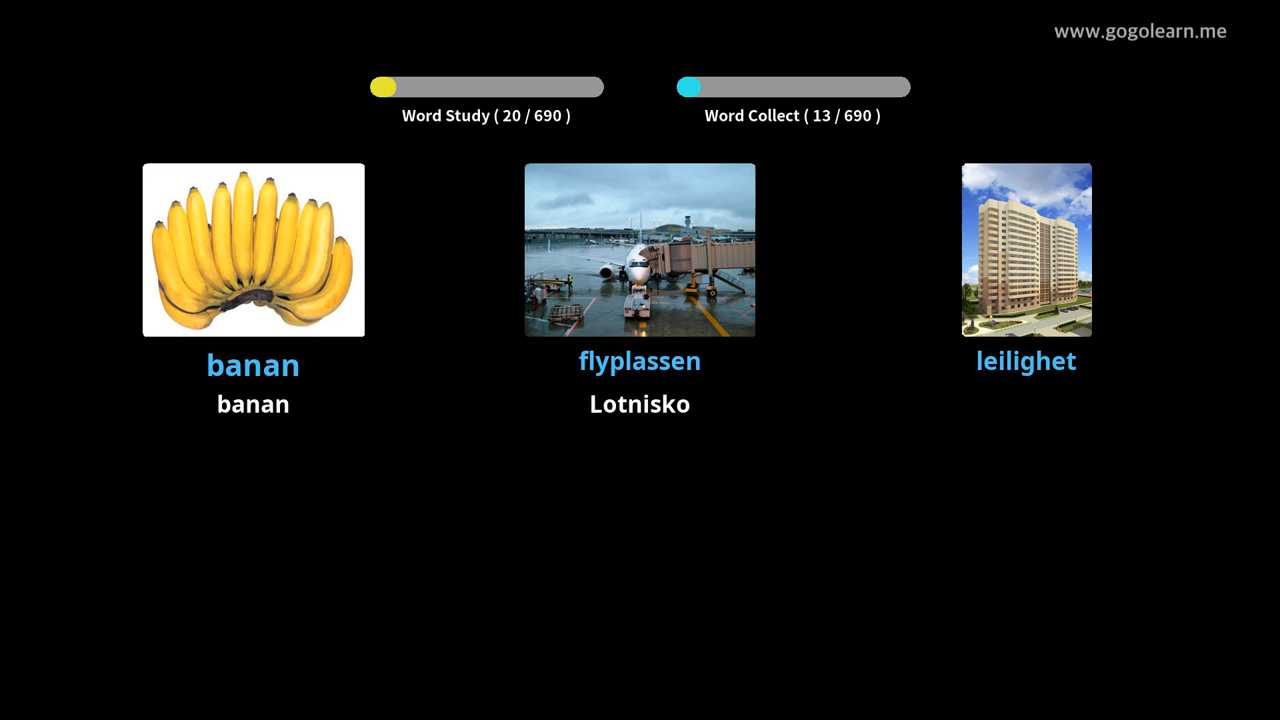 www.gogolearn.me
Word Study ( 20 / 690 )
Word Collect ( 13 / 690 )
banan
flyplassen
leilighet
banan
Lotnisko